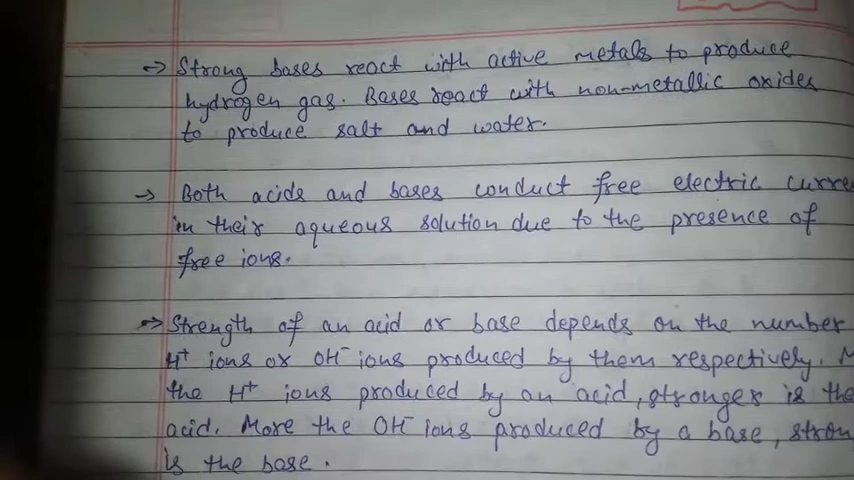 → Strong bases react with active metals to produce
hydrogen gas. Bases react with non-metallic oxides
to produce salt and water.
→ Both acids and bases conduct free electric curre
in their aqueous solution due to the presence of
free ions.
→ Strength of an acid or base depends on the number
H⁺ ions or OH⁻ ions produced by them respectively. M
the H⁺ ions produced by an acid, stronger is the
acid. More the OH⁻ ions produced by a base, stron
is the base.